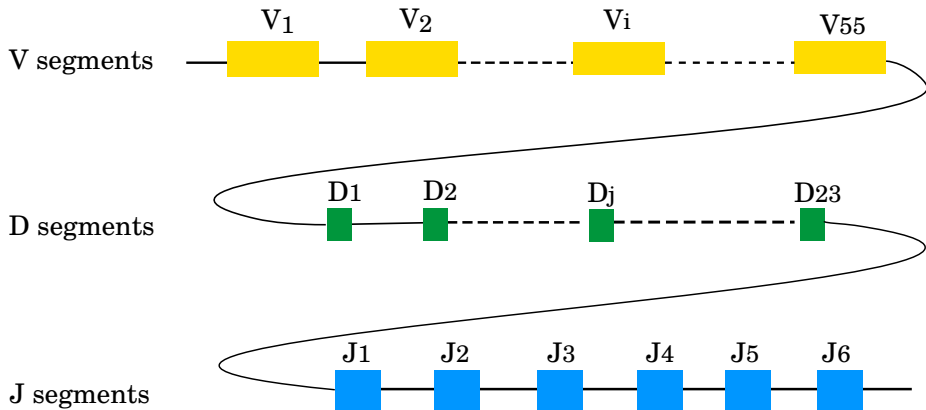 V1 V2 Vi V55
V segments
D1 D2 Dj D23
D segments
J1 J2 J3 J4 J5 J6
J segments